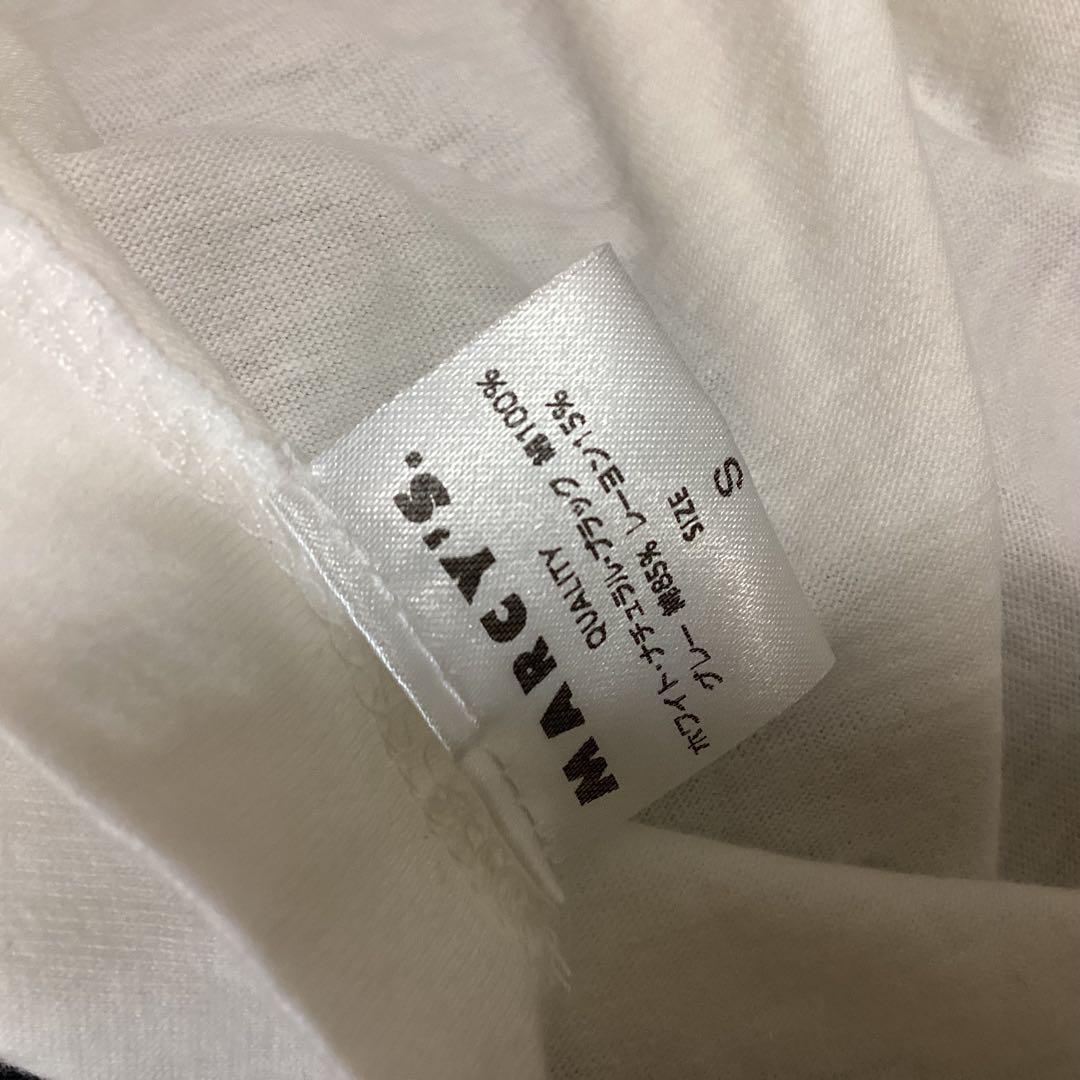 MARCY'S.
QUALITY
ホワイト・ナチュラル・ブラック 綿100%
グレー 綿85% レーヨン15%
SIZE
S